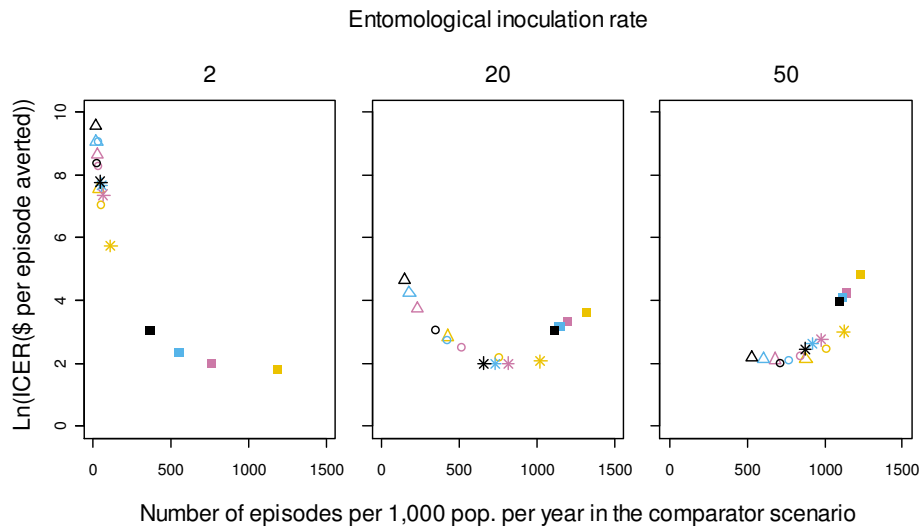 Entomological inoculation rate
2 20 50
Ln(ICER($ per episode averted))
10
8
6
4
2
0
0 500 1000 1500 0 500 1000 1500 0 500 1000 1500
Number of episodes per 1,000 pop. per year in the comparator scenario